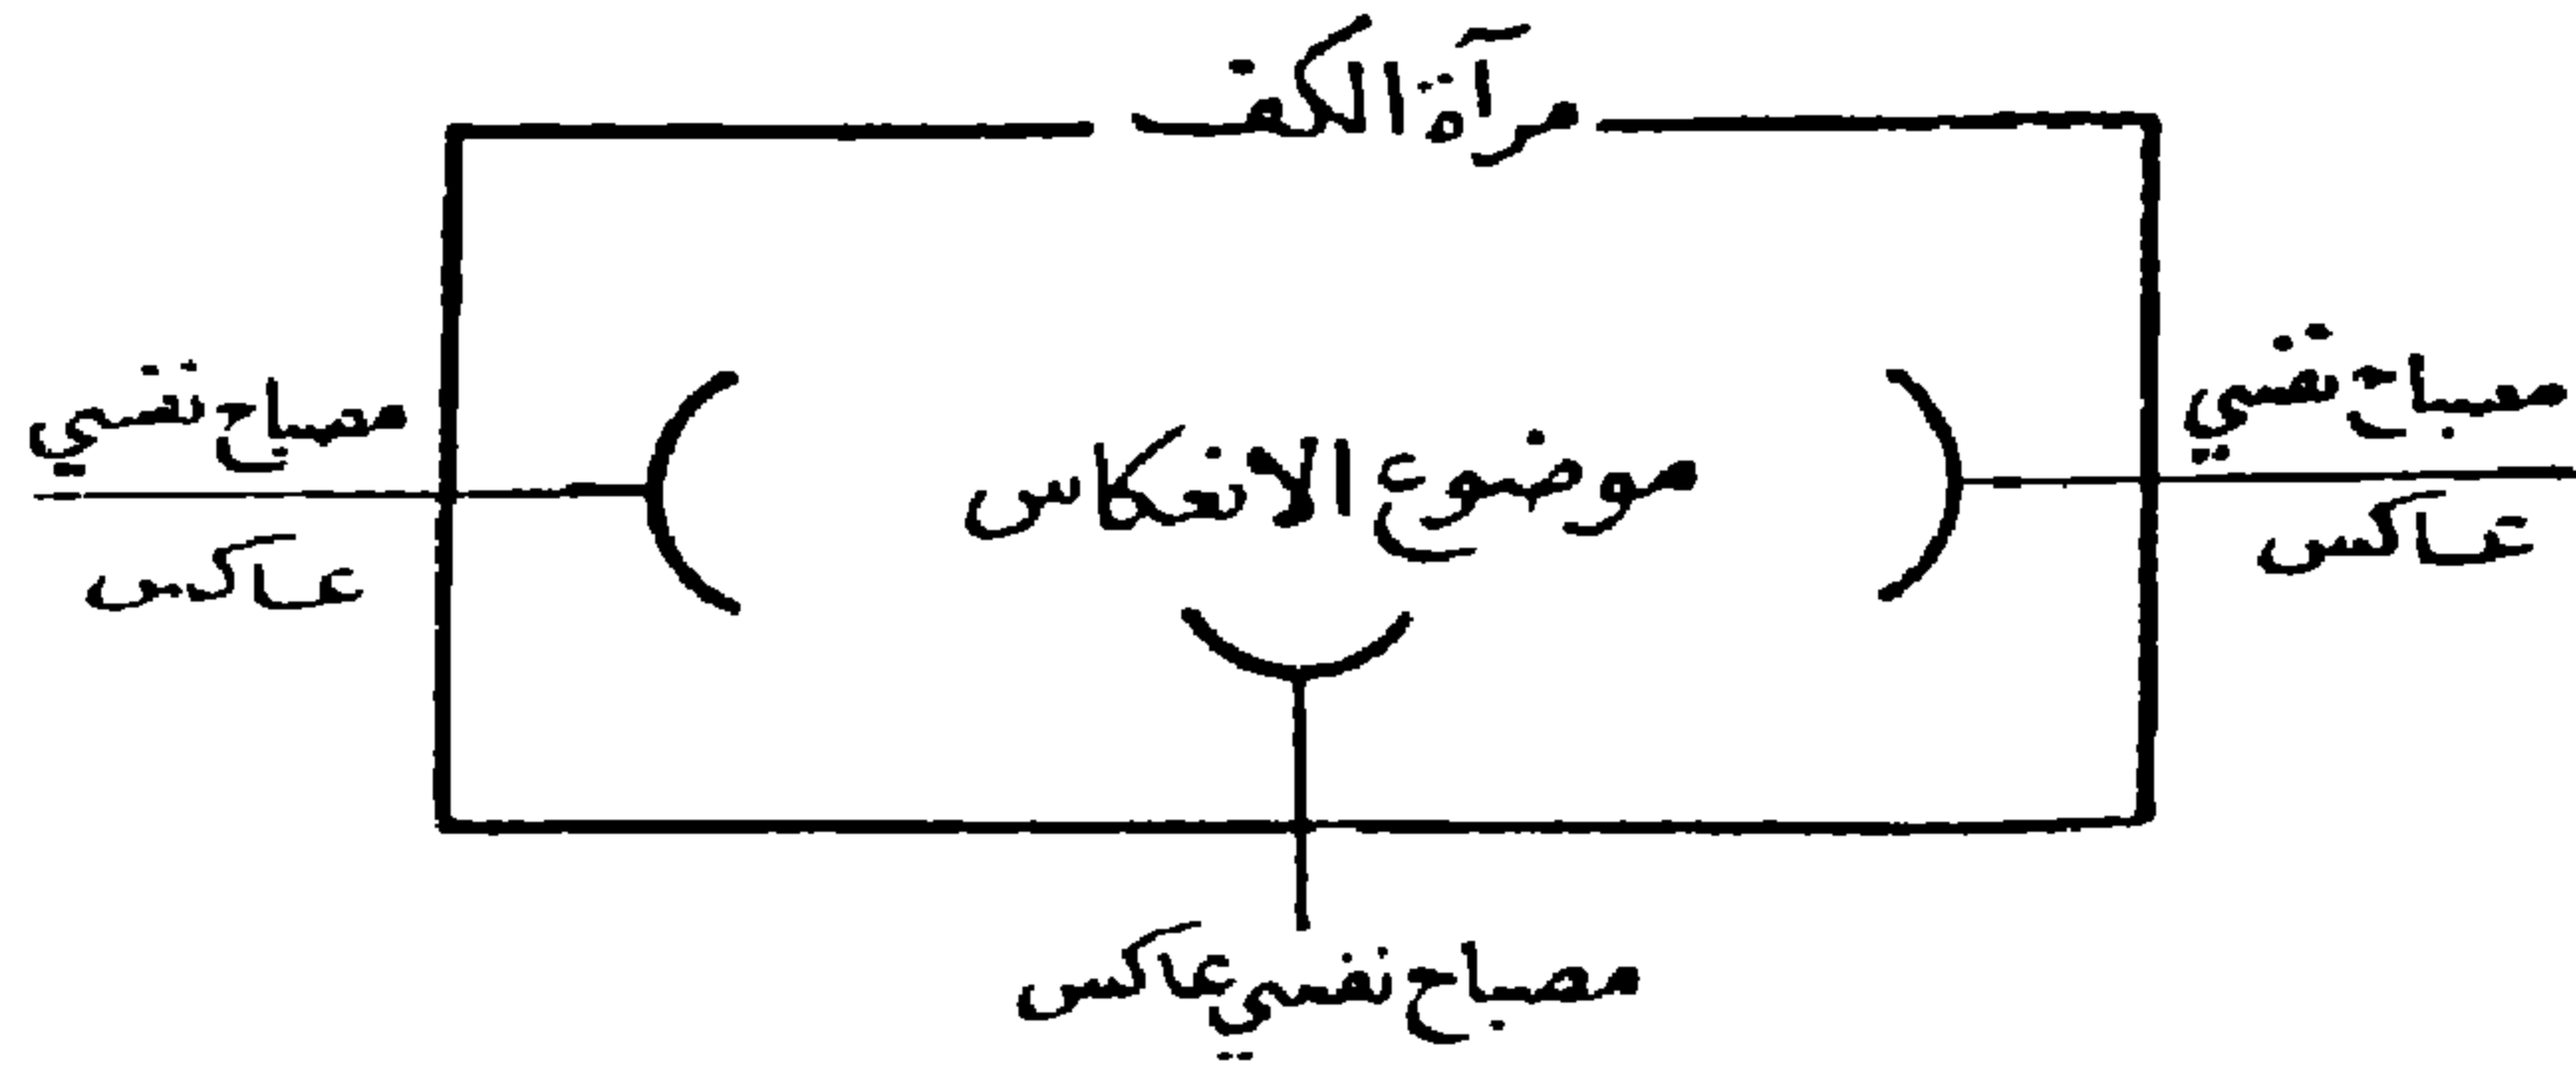 مرآة الكف
مصباح نفسي
عاكس
موضوع الانعكاس
مصباح نفسي
عاكس
مصباح نفسي عاكس